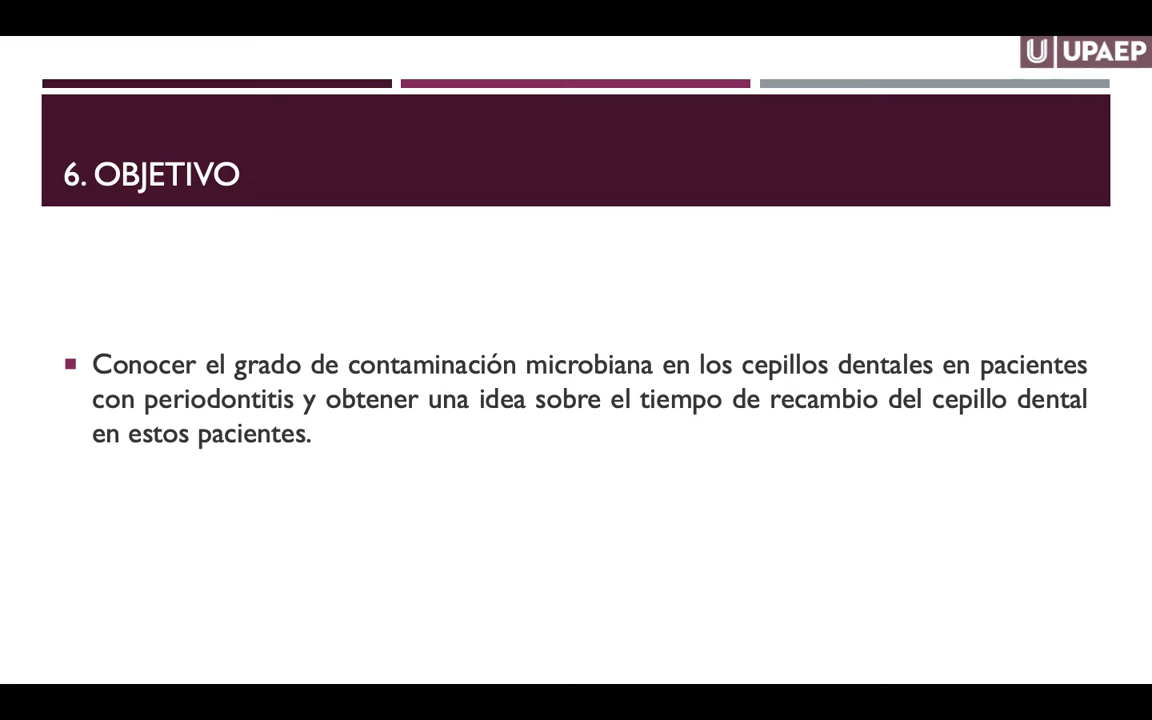 UPAEP
6. OBJETIVO
Conocer el grado de contaminación microbiana en los cepillos dentales en pacientes
con periodontitis y obtener una idea sobre el tiempo de recambio del cepillo dental
en estos pacientes.